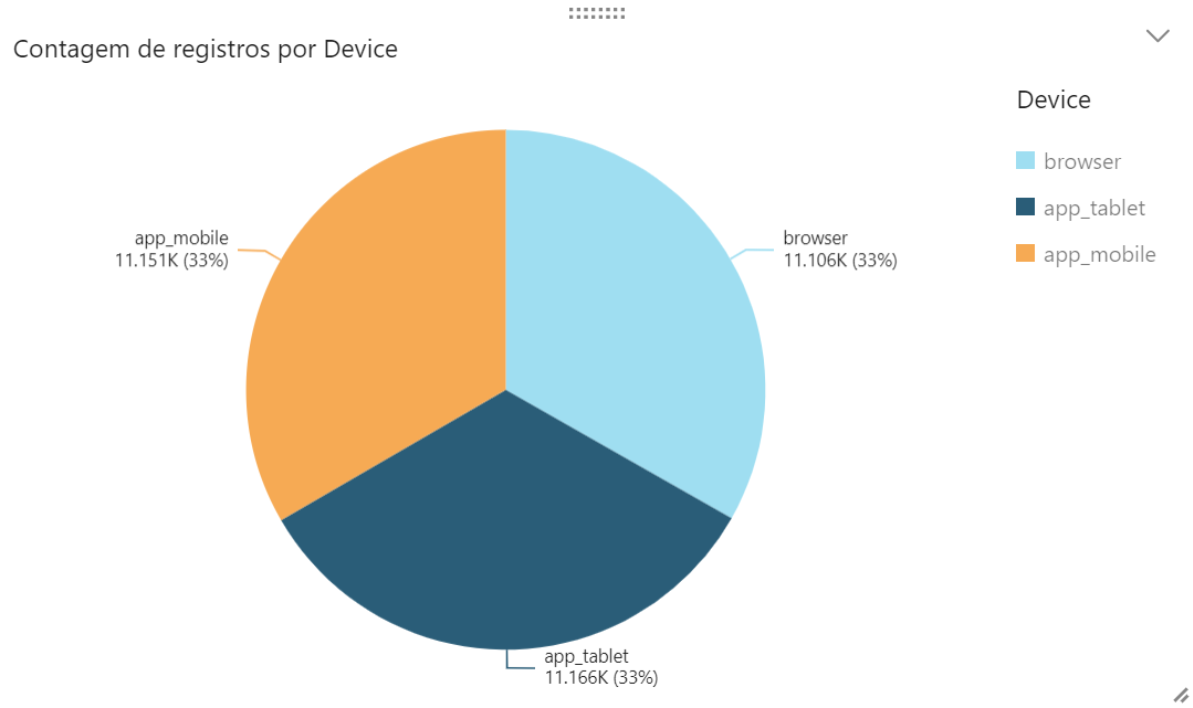 Contagem de registros por Device
Device
browser
app_tablet
app_mobile
app_mobile
11.151K (33%)
browser
11.106K (33%)
app_tablet
11.166K (33%)